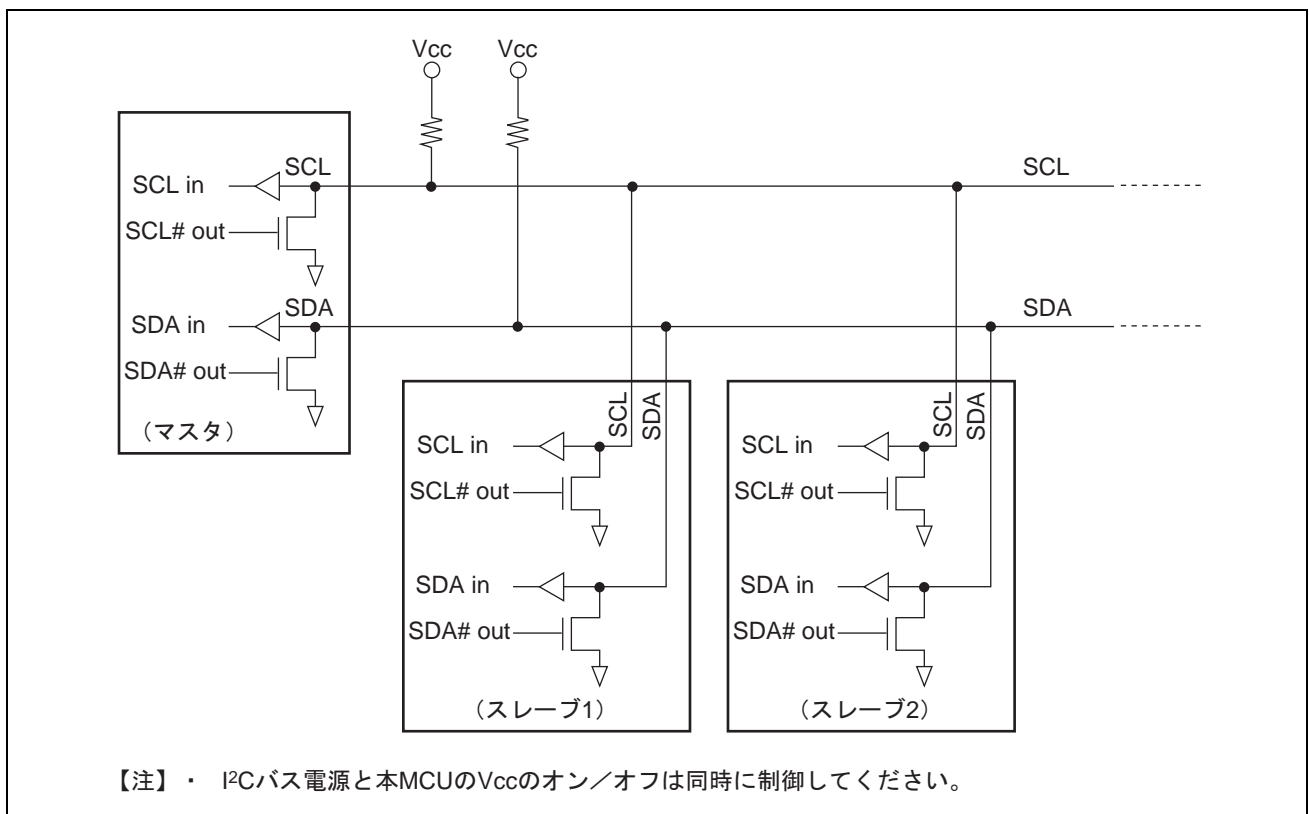 Vcc Vcc
SCL
SCL in
SCL# out
SDA
SDA in
SDA# out
（マスタ）
SCL
SDA
SCL
SDA
SCL in
SCL# out
SDA in
SDA# out
（スレーブ1）
SCL
SDA
SCL in
SCL# out
SDA in
SDA# out
（スレーブ2）
【注】・ I²Cバス電源と本MCUのVccのオン／オフは同時に制御してください。